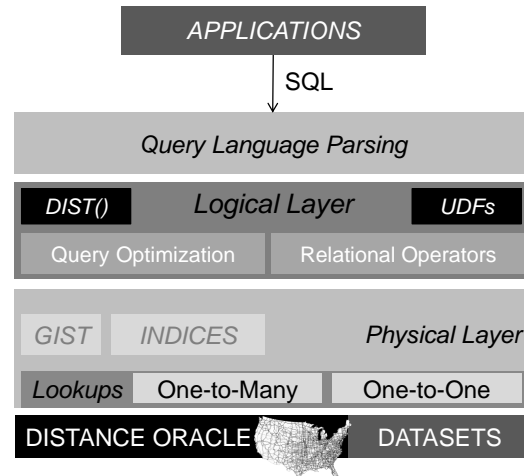 APPLICATIONS
SQL
Query Language Parsing
DIST() Logical Layer UDFs
Query Optimization Relational Operators
GIST INDICES Physical Layer
Lookups One-to-Many One-to-One
DISTANCE ORACLE DATASETS